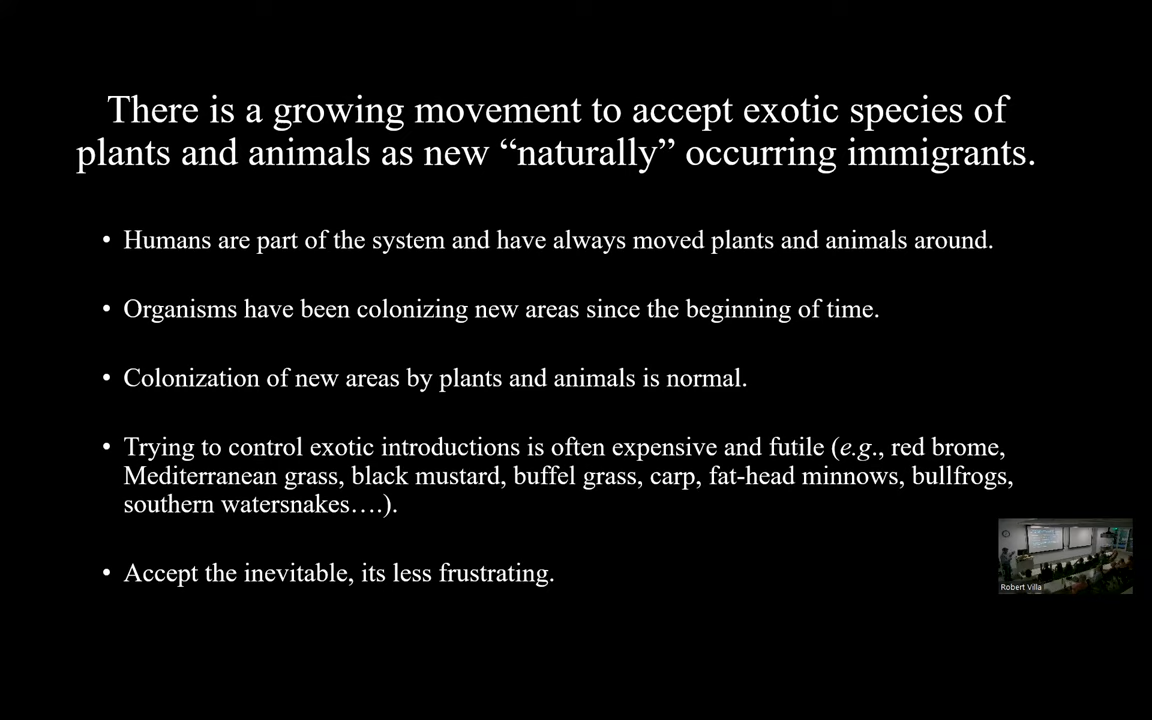 There is a growing movement to accept exotic species of
plants and animals as new “naturally” occurring immigrants.
• Humans are part of the system and have always moved plants and animals around.
• Organisms have been colonizing new areas since the beginning of time.
• Colonization of new areas by plants and animals is normal.
• Trying to control exotic introductions is often expensive and futile (e.g., red brome,
Mediterranean grass, black mustard, buffel grass, carp, fat-head minnows, bullfrogs,
southern watersnakes….).
• Accept the inevitable, its less frustrating.
Robert Villa